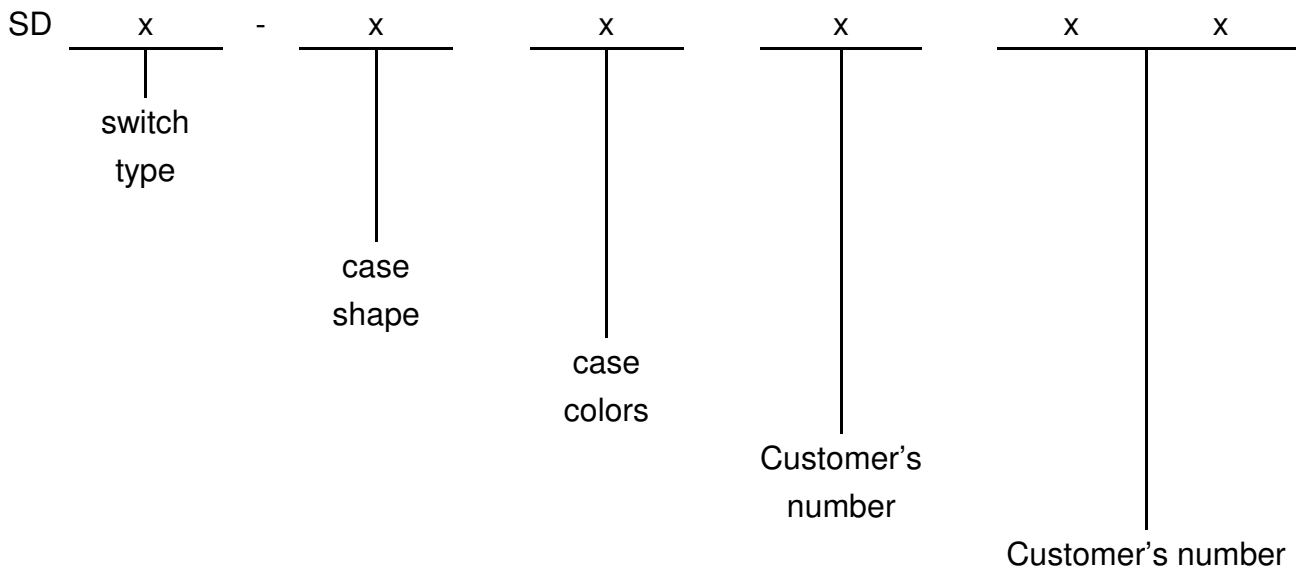 SD x - x x x x x
switch
type
case
shape
case
colors
Customer's
number
Customer's number